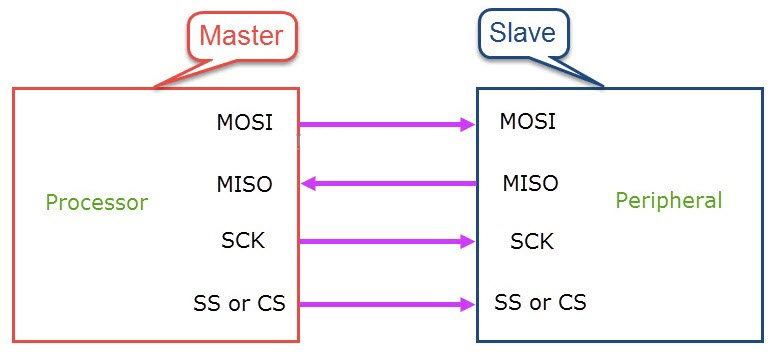 Master
Slave
MOSI
MOSI
MISO
MISO
Processor
Peripheral
SCK
SCK
SS or CS
SS or CS